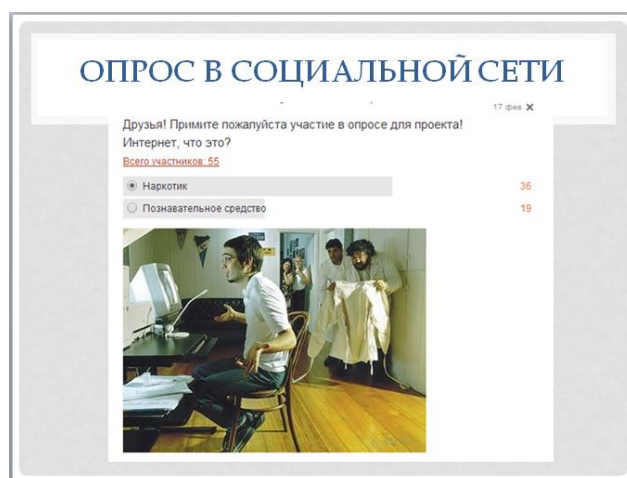 ОПРОС В СОЦИАЛЬНОЙ СЕТИ
17 фев X
Друзья! Примите пожалуйста участие в опросе для проекта!
Интернет, что это?
Всего участников: 55
Наркотик 36
Познавательное средство 19